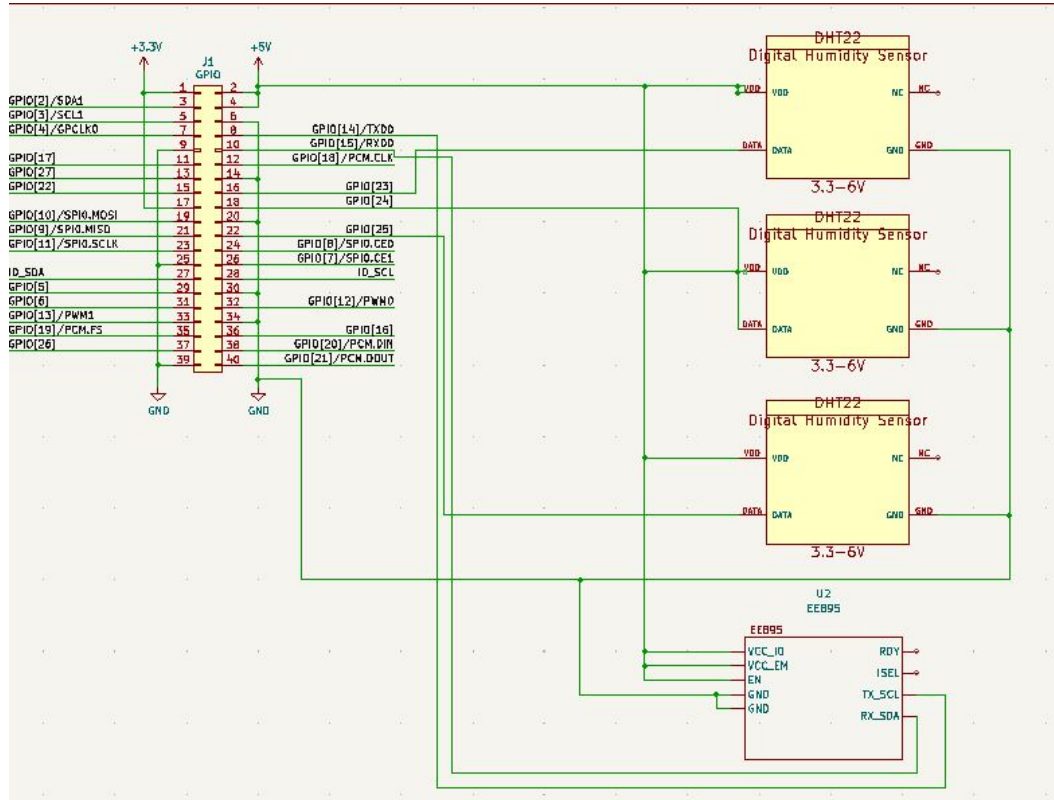 +3.3V
+5V
J1
GPIO
1 2
GPIO[2]/SDA1 3 4
GPIO[3]/SCL1 5 6
GPIO[4]/GPCLK0 7 8 GPIO[14]/TXD0
9 10 GPIO[15]/RXD0
GPIO[17] 11 12 GPIO[18]/PCM.CLK
GPIO[27] 13 14
GPIO[22] 15 16 GPIO[23]
17 18 GPIO[24]
GPIO[10]/SPI0.MOSI 19 20
GPIO[9]/SPI0.MISO 21 22 GPIO[25]
GPIO[11]/SPI0.SCLK 23 24 GPIO[8]/SPI0.CE0
25 26 GPIO[7]/SPI0.CE1
ID_SDA 27 28 ID_SCL
GPIO[5] 29 30
GPIO[6] 31 32 GPIO[12]/PWM0
GPIO[13]/PWM1 33 34
GPIO[19]/PCM.FS 35 36 GPIO[16]
GPIO[26] 37 38 GPIO[20]/PCM.DIN
39 40 GPIO[21]/PCM.DOUT
GND
GND
DHT22
Digital Humidity Sensor
VDD VDD NC NC
DATA DATA GND GND
3.3-6V
DHT22
Digital Humidity Sensor
VDD VDD NC NC
DATA DATA GND GND
3.3-6V
DHT22
Digital Humidity Sensor
VDD VDD NC NC
DATA DATA GND GND
3.3-6V
U2
EE895
EE895
VCC_IO RDY
VCC_EM
EN ISEL
GND TX_SCL
GND RX_SDA